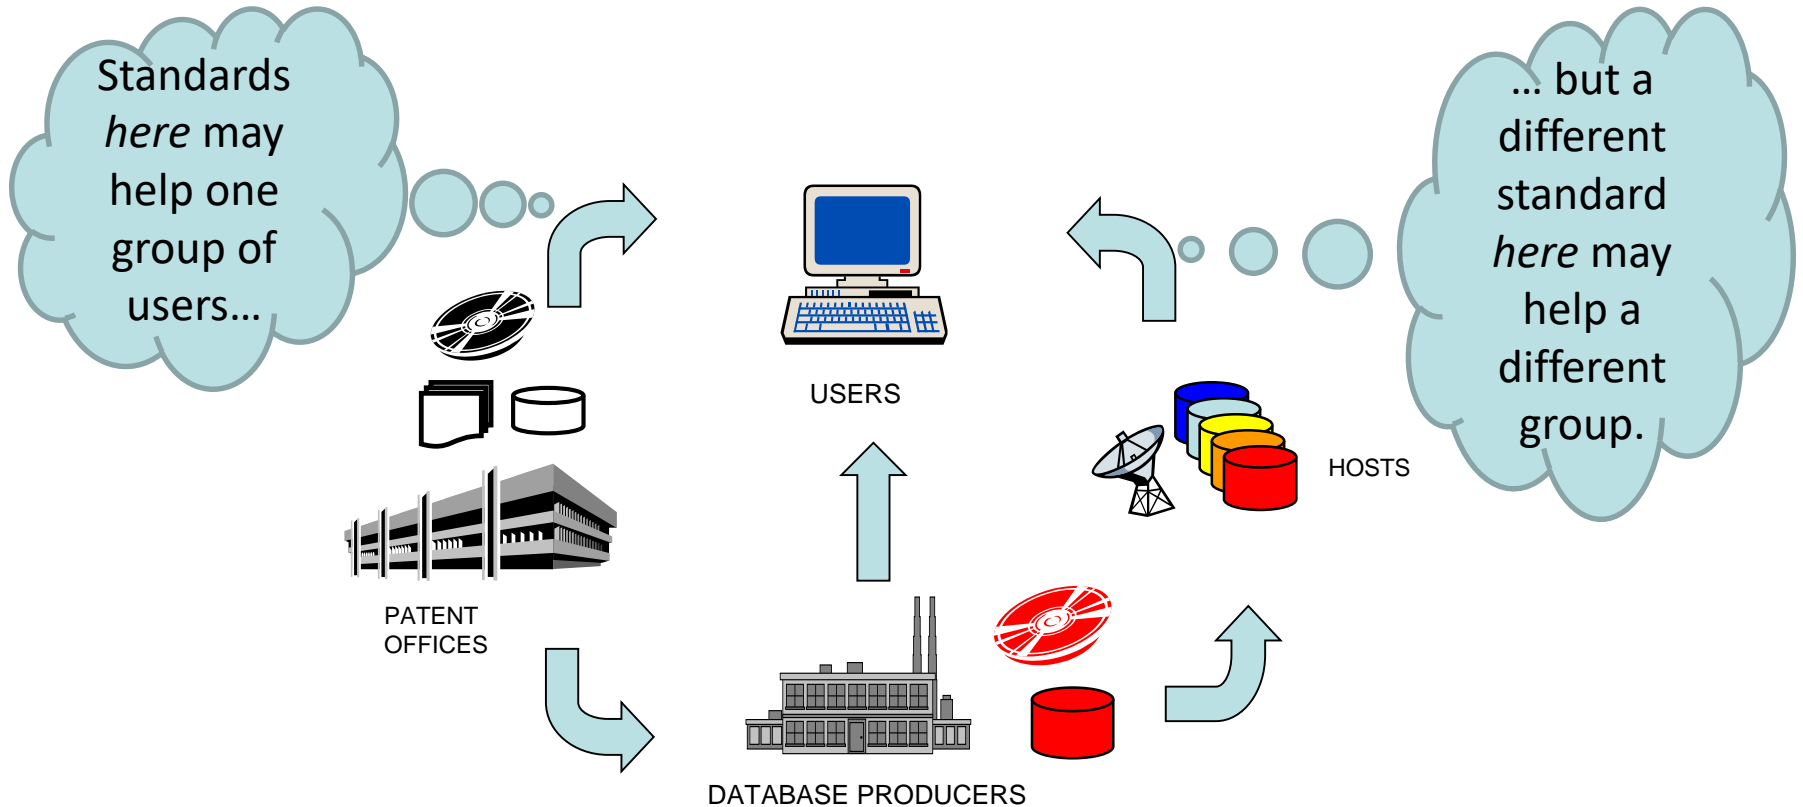 Standards
here may
help one
group of
users...
... but a
different
standard
here may
help a
different
group.
USERS
HOSTS
PATENT
OFFICES
DATABASE PRODUCERS